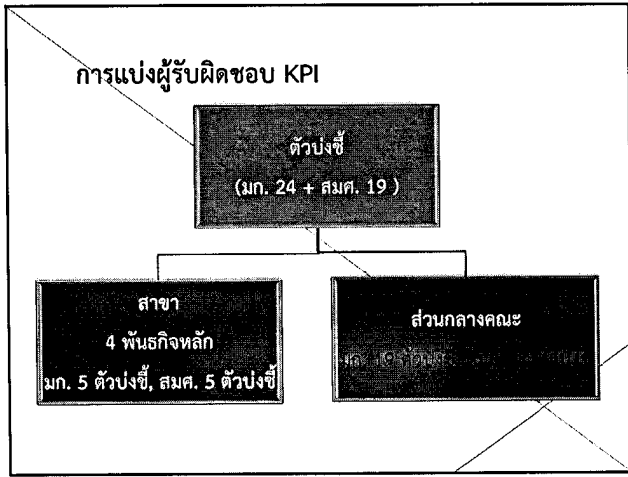 การแบ่งผู้รับผิดชอบ KPI
ตัวบ่งชี้
(มก. 24 + สมศ. 19 )
สาขา
4 พันธกิจหลัก
มก. 5 ตัวบ่งชี้, สมศ. 5 ตัวบ่งชี้
ส่วนกลางคณะ